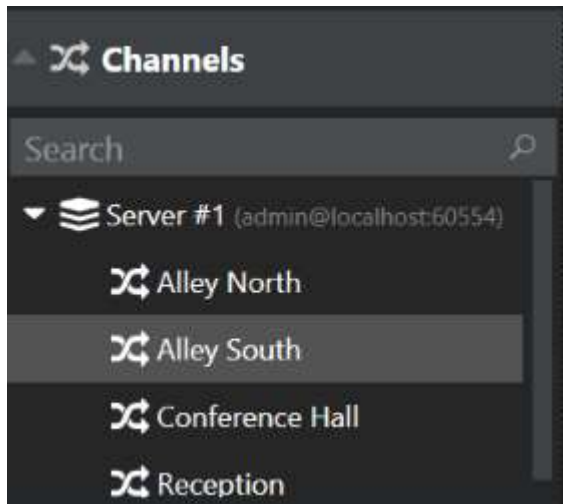 Channels
Search
Server #1 (admin@localhost:60554)
Alley North
Alley South
Conference Hall
Reception